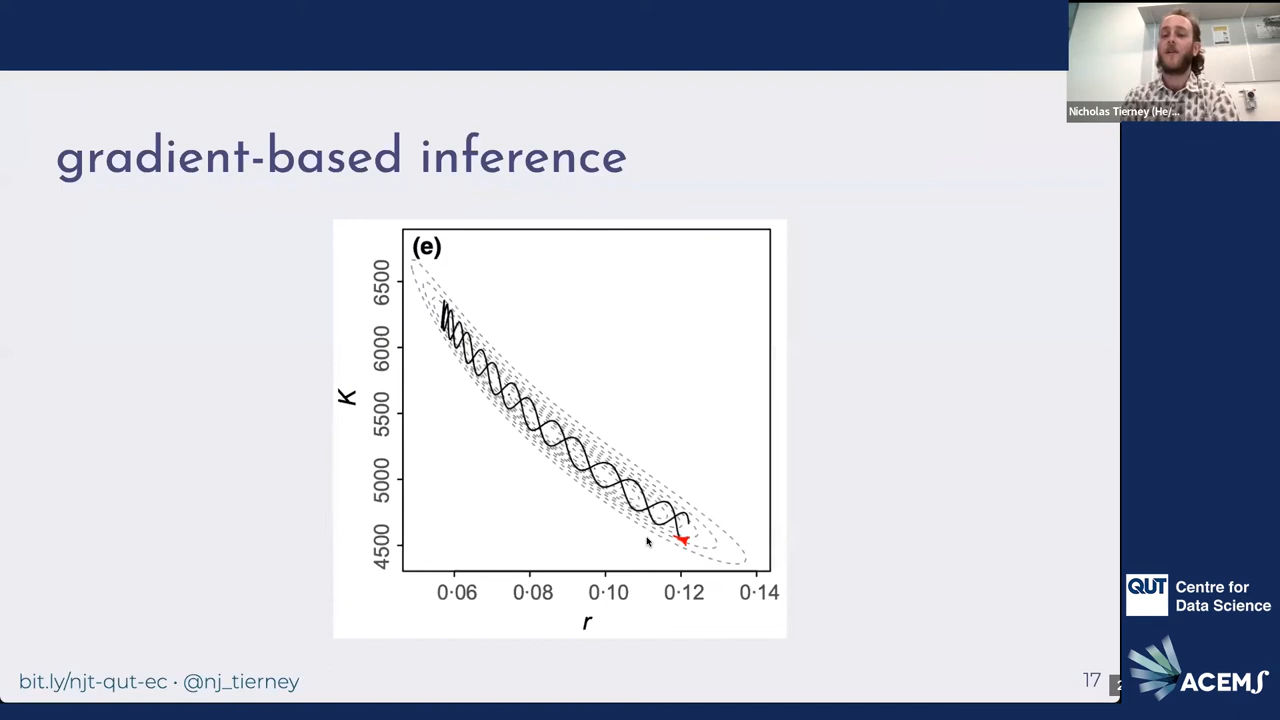 Nicholas Tierney (He/...
gradient-based inference
(e)
6500
6000
5500
5000
4500
K
0·06
0·08
0·10
0·12
0·14
r
QUT
Centre for
Data Science
ACEMS
bit.ly/njt-qut-ec · @nj_tierney
17
2